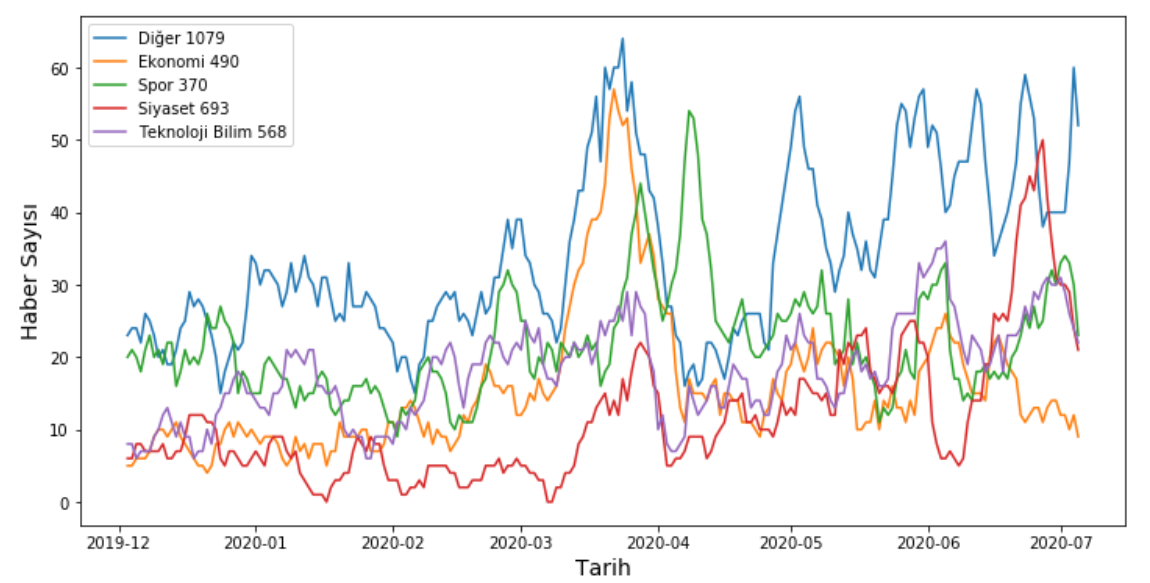 Diğer 1079
Ekonomi 490
Spor 370
Siyaset 693
Teknoloji Bilim 568
Haber Sayısı
60
50
40
30
20
10
0
2019-12 2020-01 2020-02 2020-03 2020-04 2020-05 2020-06 2020-07
Tarih